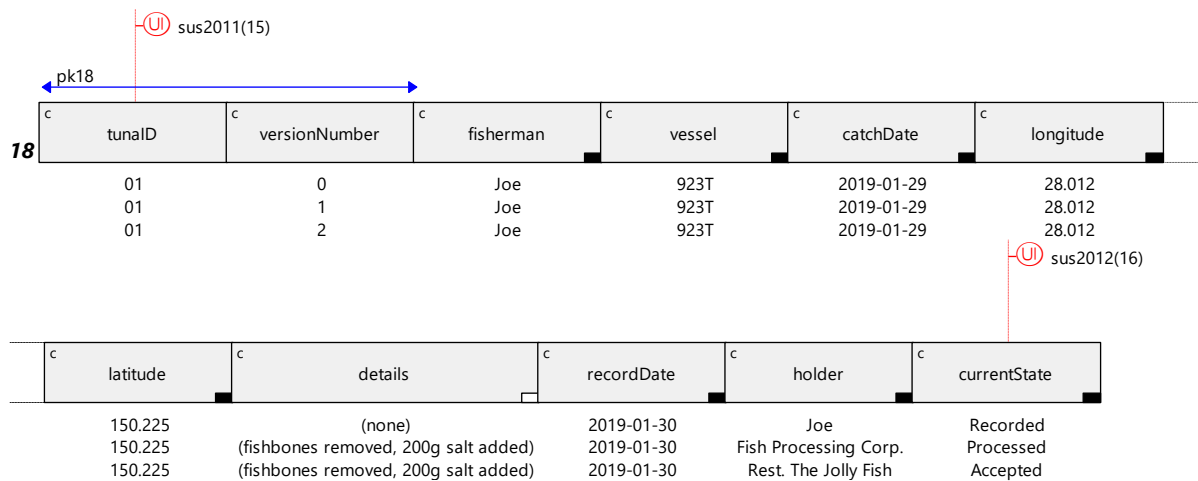 UI sus2011(15)
pk18
c tunaID c versionNumber c fisherman c vessel c catchDate c longitude
18
01 0 Joe 923T 2019-01-29 28.012
01 1 Joe 923T 2019-01-29 28.012
01 2 Joe 923T 2019-01-29 28.012
UI sus2012(16)
c latitude c details c recordDate c holder c currentState
150.225 (none) 2019-01-30 Joe Recorded
150.225 (fishbones removed, 200g salt added) 2019-01-30 Fish Processing Corp. Processed
150.225 (fishbones removed, 200g salt added) 2019-01-30 Rest. The Jolly Fish Accepted